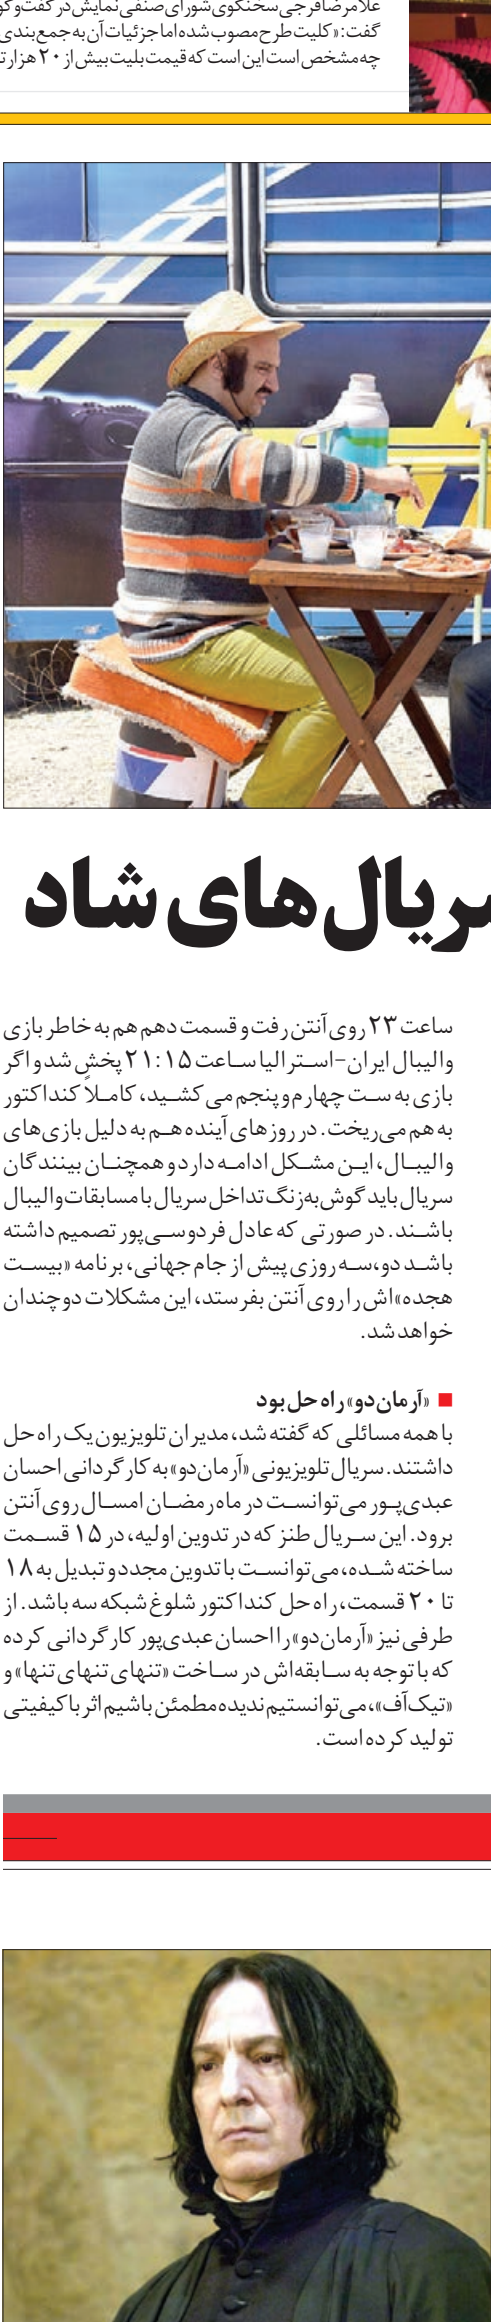 غلامرضا فرجی سخنگوی شورای صنفی نمایش در گفت‌وگو
گفت: «کلیت طرح مصوب شده اما جزئیات آن به جمع‌بندی
چه مشخص است این است که قیمت بلیت بیش از ۲۰ هزار
ریال‌های شاد
ساعت ۲۳ روی آنتن رفت و قسمت دهم هم به خاطر بازی
والیبال ایران-استرالیا ساعت ۲۱:۱۵ پخش شد و اگر
بازی به ست چهارم و پنجم می کشید، کاملاً کنداکتور
به هم می‌ریخت. در روزهای آینده هم به دلیل بازی‌های
والیبال، این مشکل ادامه دارد و همچنان بینندگان
سریال باید گوش به‌زنگ تداخل سریال با مسابقات والیبال
باشند. در صورتی که عادل فردوسی‌پور تصمیم داشته
باشد دو،سه روزی پیش از جام جهانی، برنامه «بیست
هجده»اش را روی آنتن بفرستد، این مشکلات دوچندان
خواهد شد.
«آرمان دو» راه حل بود
با همه مسائلی که گفته شد، مدیران تلویزیون یک راه حل
داشتند. سریال تلویزیونی «آرمان‌دو» به کارگردانی احسان
عبدی‌پور می‌توانست در ماه رمضان امسال روی آنتن
برود. این سریال طنز که در تدوین اولیه، در ۱۵ قسمت
ساخته شده، می‌توانست با تدوین مجدد و تبدیل به ۱۸
تا ۲۰ قسمت، راه حل کنداکتور شلوغ شبکه سه باشد. از
طرفی نیز «آرمان‌دو» را احسان عبدی‌پور کارگردانی کرده
که با توجه به سابقه‌اش در ساخت «تنهای تنهای تنها» و
«تیک‌آف»، می‌توانستیم ندیده مطمئن باشیم اثر باکیفیتی
تولید کرده است.